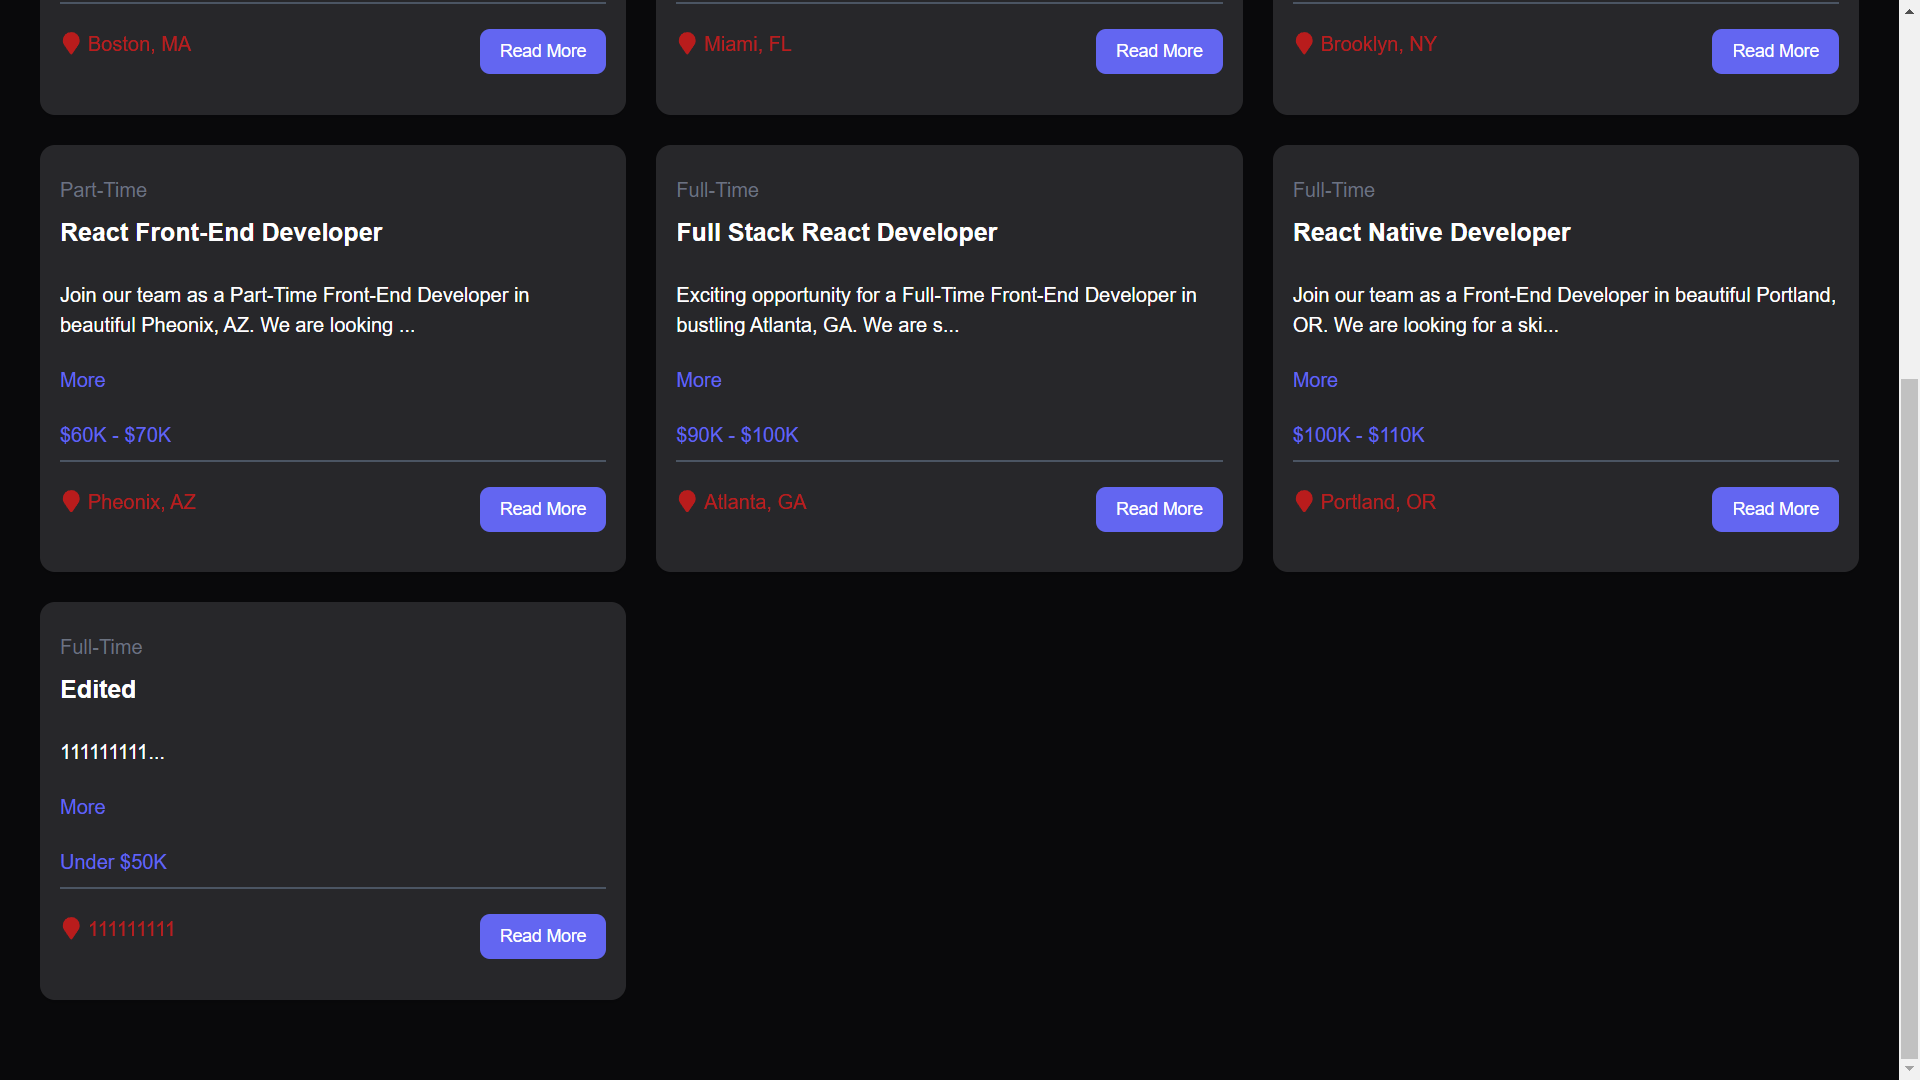 Boston, MA
Read More
Miami, FL
Read More
Brooklyn, NY
Read More
Part-Time
React Front-End Developer
Join our team as a Part-Time Front-End Developer in
beautiful Pheonix, AZ. We are looking ...
More
$60K - $70K
Pheonix, AZ
Read More
Full-Time
Full Stack React Developer
Exciting opportunity for a Full-Time Front-End Developer in
bustling Atlanta, GA. We are s...
More
$90K - $100K
Atlanta, GA
Read More
Full-Time
React Native Developer
Join our team as a Front-End Developer in beautiful Portland,
OR. We are looking for a ski...
More
$100K - $110K
Portland, OR
Read More
Full-Time
Edited
111111111...
More
Under $50K
111111111
Read More